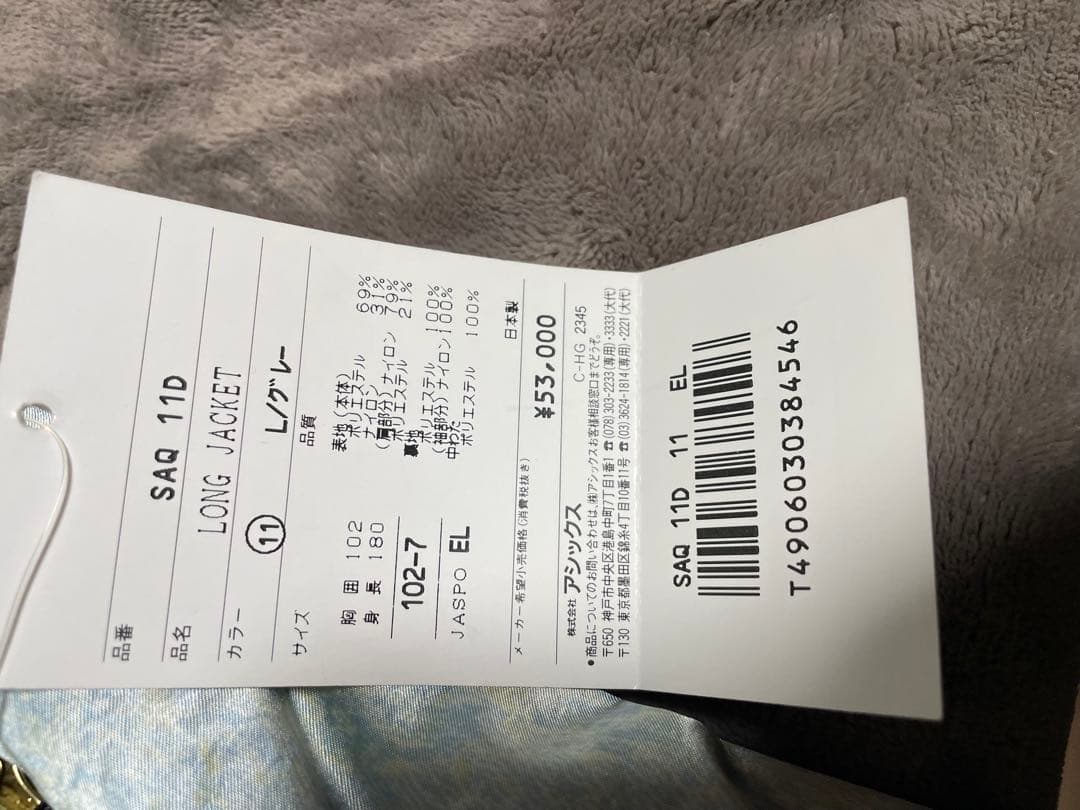 品番
SAQ 11D
品名
LONG JACKET
カラー
⑪ Lノグレー
サイズ
胸囲 102
身長 180
102-7
JASPO EL
品質
表地(本体)
ポリエステル 69%
ナイロン 31%
(肩部分)ナイロン 79%
ポリエステル 21%
裏地
ポリエステル 100%
(袖部分)ナイロン100%
中わた
ポリエステル 100%
日本製
メーカー希望小売価格(消費税抜き)
¥53,000
株式会社 アシックス C-HG 2345
●商品についてのお問い合わせは、(株)アシックスお客様相談窓口までどうぞ。
〒650 神戸市中央区港島中町7丁目1番1 ☎(078)303-2233(専用)・3333(大代)
〒130 東京都墨田区錦糸4丁目10番11号 ☎(03)3624-1814(専用)・2221(大代)
SAQ 11D 11 EL
T4906030384546